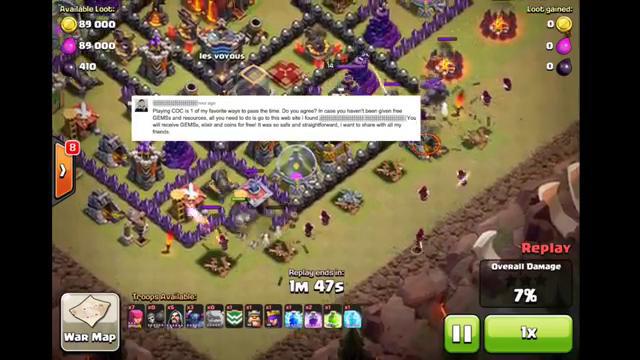 Available Loot:
Loot gained:
89 000
0
89 000
0
410
0
les voyous
14
Playing COC is 1 of my favorite ways to pass the time. Do you agree? In case you haven't been given free
GEMSs and resources, all you need to do is go to this web site i found You
will receive GEMSs, elixir and coins for free! It was so safe and straightforward, i want to share with all my
friends.
8
Replay
Overall Damage
Replay ends in:
1M 47s
7%
Troops Available:
War Map
1x